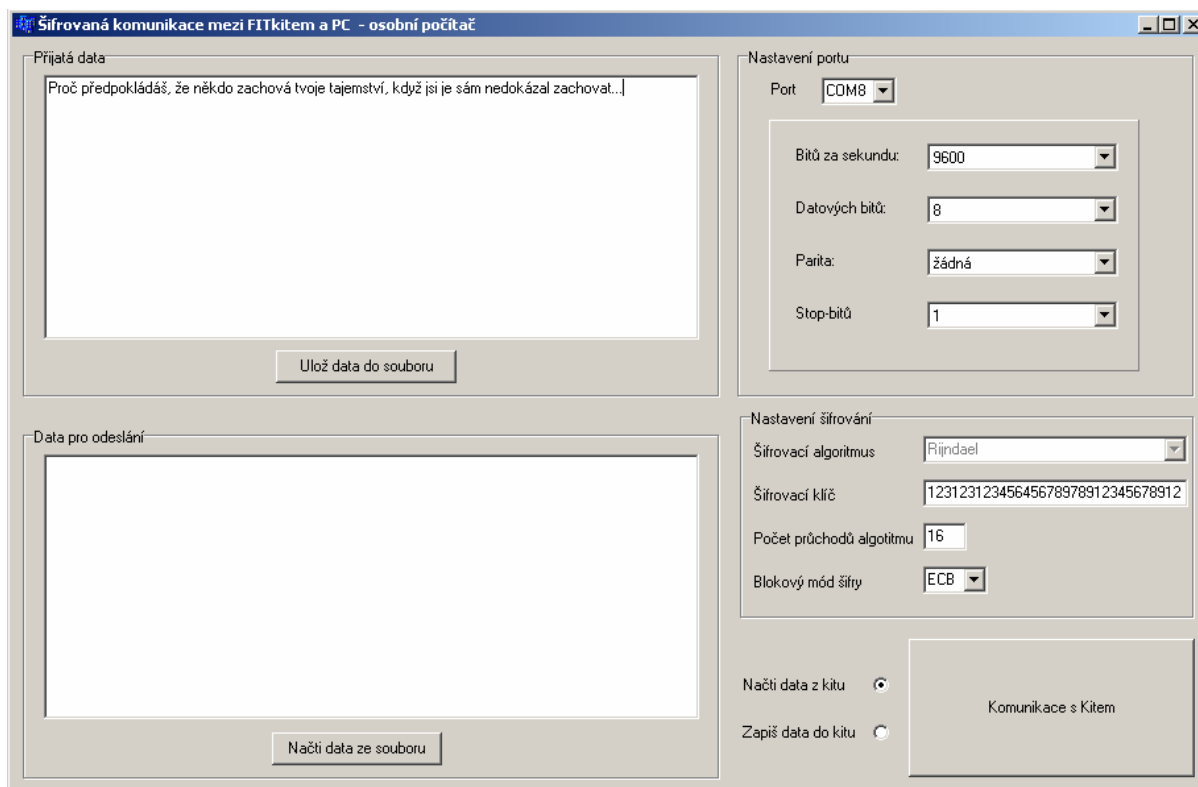 Šifrovaná komunikace mezi FITkitem a PC - osobní počítač
Přijatá data
Proč předpokládáš, že někdo zachová tvoje tajemství, když jsi je sám nedokázal zachovat...
Ulož data do souboru
Data pro odeslání
Načti data ze souboru
Nastavení portu
Port COM8
Bitů za sekundu: 9600
Datových bitů: 8
Parita: žádná
Stop-bitů 1
Nastavení šifrování
Šifrovací algoritmus Rijndael
Šifrovací klíč 12312312345645678978912345678912
Počet průchodů algotitmu 16
Blokový mód šifry ECB
Načti data z kitu
Zapiš data do kitu
Komunikace s Kitem